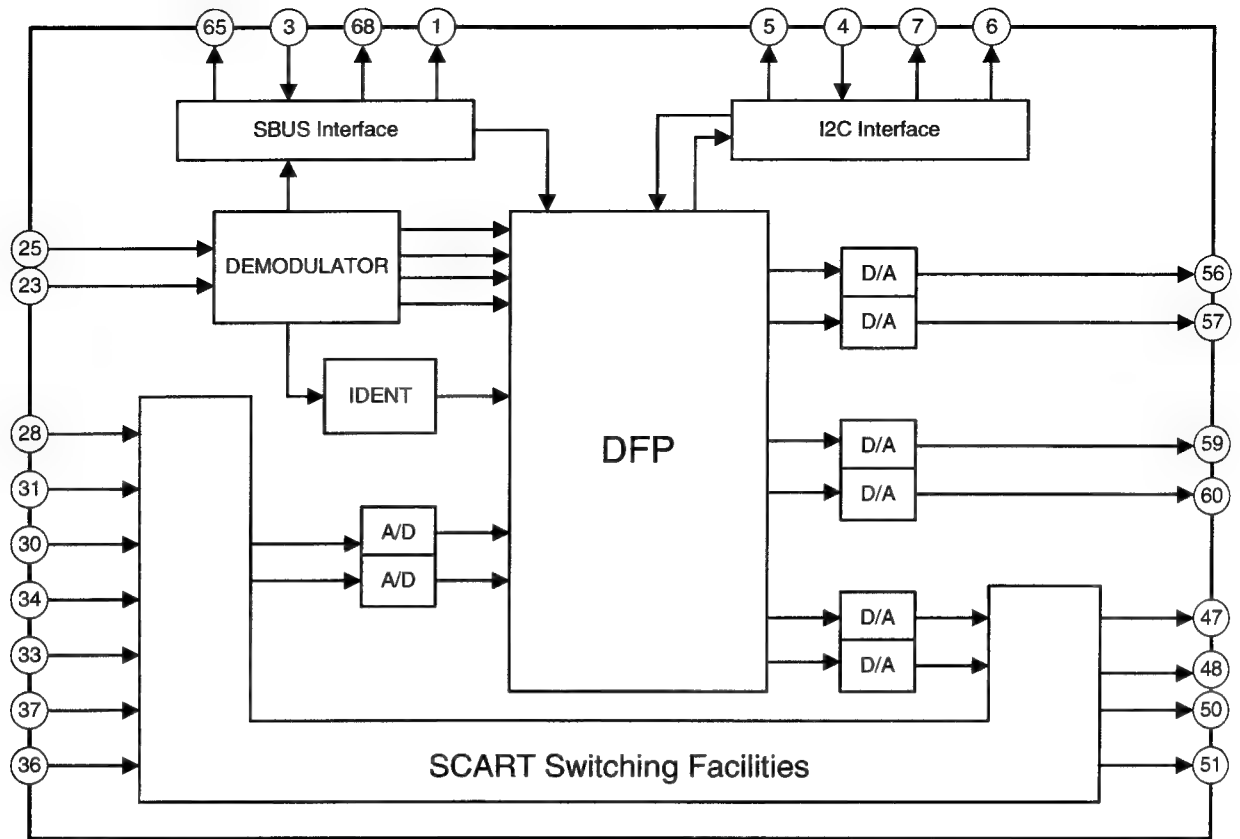 65 3 68 1 5 4 7 6
SBUS Interface
I2C Interface
25
23
DEMODULATOR
D/A
56
D/A
57
IDENT
28
31
30
34
33
37
36
DFP
A/D
A/D
D/A
59
D/A
60
D/A
47
D/A
48
50
51
SCART Switching Facilities